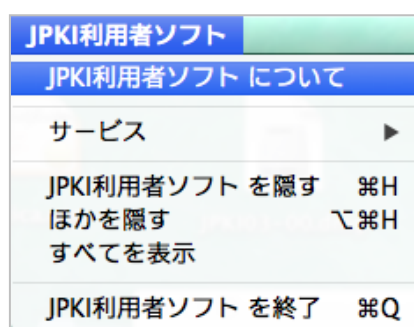 JPKI利用者ソフト
JPKI利用者ソフト について
サービス ▶
JPKI利用者ソフト を隠す ⌘H
ほかを隠す ⌥⌘H
すべてを表示
JPKI利用者ソフト を終了 ⌘Q